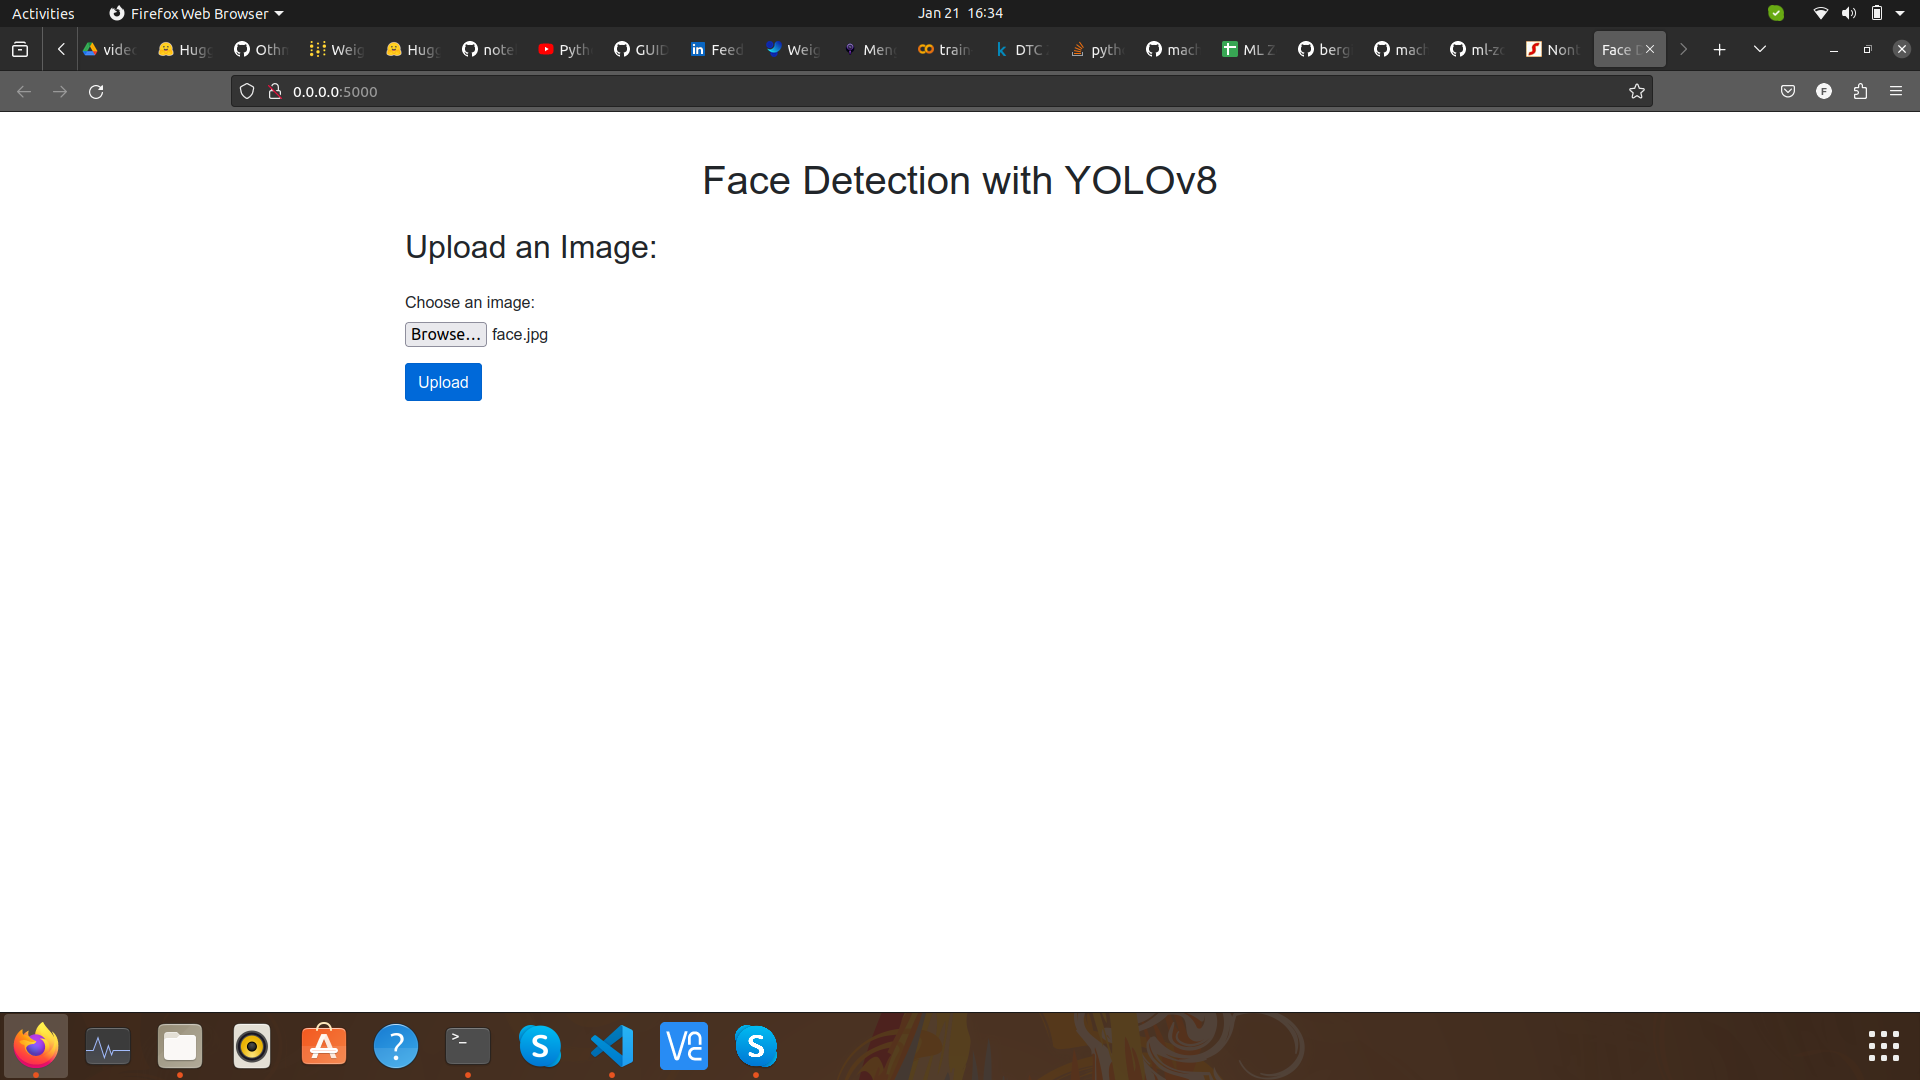 Activities Firefox Web Browser Jan 21 16:34
vide Hugg Othn Weig Hugg note Pyth GUID Feed Weig Men train DTC pyth mach ML Z berg mach ml-zo Nont Face D
0.0.0.0:5000 F
Face Detection with YOLOv8
Upload an Image:
Choose an image:
Browse… face.jpg
Upload